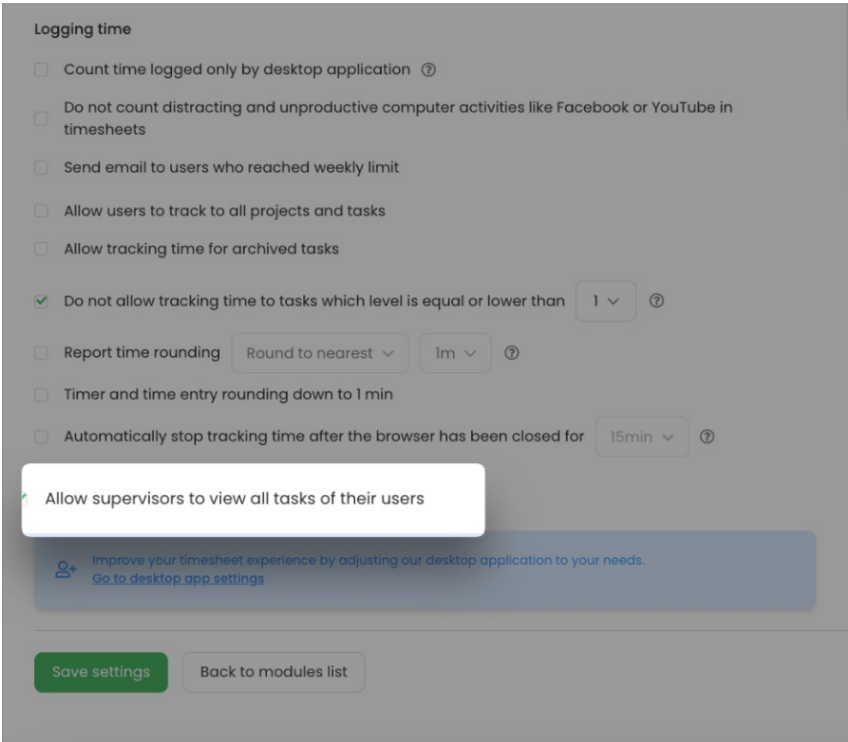 Logging time
Count time logged only by desktop application
Do not count distracting and unproductive computer activities like Facebook or YouTube in
timesheets
Send email to users who reached weekly limit
Allow users to track to all projects and tasks
Allow tracking time for archived tasks
Do not allow tracking time to tasks which level is equal or lower than 1
Report time rounding Round to nearest 1m
Timer and time entry rounding down to 1 min
Automatically stop tracking time after the browser has been closed for 15min
Allow supervisors to view all tasks of their users
Improve your timesheet experience by adjusting our desktop application to your needs.
Go to desktop app settings
Save settings Back to modules list